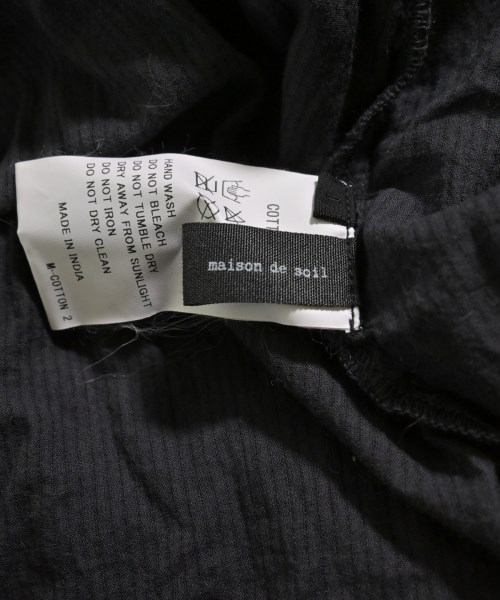 COTT
HAND WASH
DO NOT BLEACH
DO NOT TUMBLE DRY
DRY AWAY FROM SUNLIGHT
DO NOT IRON
DO NOT DRY CLEAN
MADE IN INDIA
M-COTTON 2
maison de soil